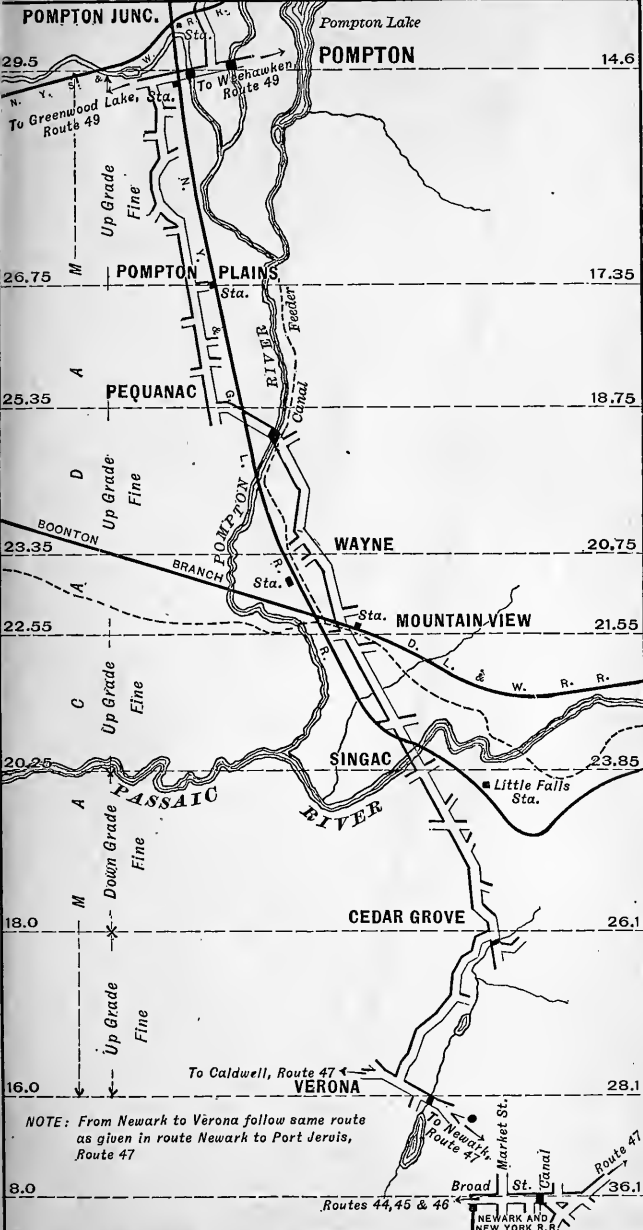 POMPTON JUNC.
Sta.
R. R.
Pompton Lake
29.5
N. Y. S. & W.
To Weehawken,
Route 49
POMPTON
14.6
To Greenwood Lake,
Route 49
Sta.
Up Grade
Fine
26.75
POMPTON PLAINS
Sta.
17.35
N. Y. & G. L. R. R.
RIVER
Feeder
PEQUANAC
25.35
18.75
Canal
Up Grade
Fine
POMPTON
BOONTON
BRANCH
23.35
WAYNE
20.75
Sta.
Sta.
MOUNTAIN VIEW
22.55
21.55
D. L. & W. R. R.
Up Grade
Fine
SINGAC
20.25
23.85
PASSAIC
RIVER
Little Falls
Sta.
Down Grade
Fine
MACADAM
18.0
CEDAR GROVE
26.1
Up Grade
Fine
To Caldwell, Route 47
VERONA
16.0
28.1
To Newark,
Route 47
NOTE: From Newark to Verona follow same route
as given in route Newark to Port Jervis,
Route 47
Market St.
Canal
Route 47
8.0
Broad St.
36.1
Routes 44,45 & 46
NEWARK AND
NEW YORK R.R.